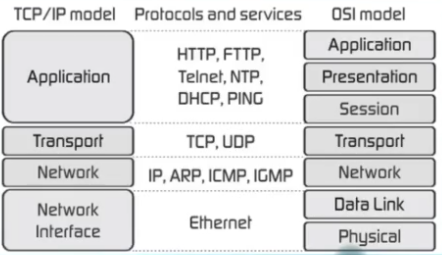 TCP/IP model Protocols and services OSI model
Application
HTTP, FTTP,
Telnet, NTP,
DHCP, PING
Application
Presentation
Session
Transport TCP, UDP Transport
Network IP, ARP, ICMP, IGMP Network
Network
Interface
Ethernet
Data Link
Physical